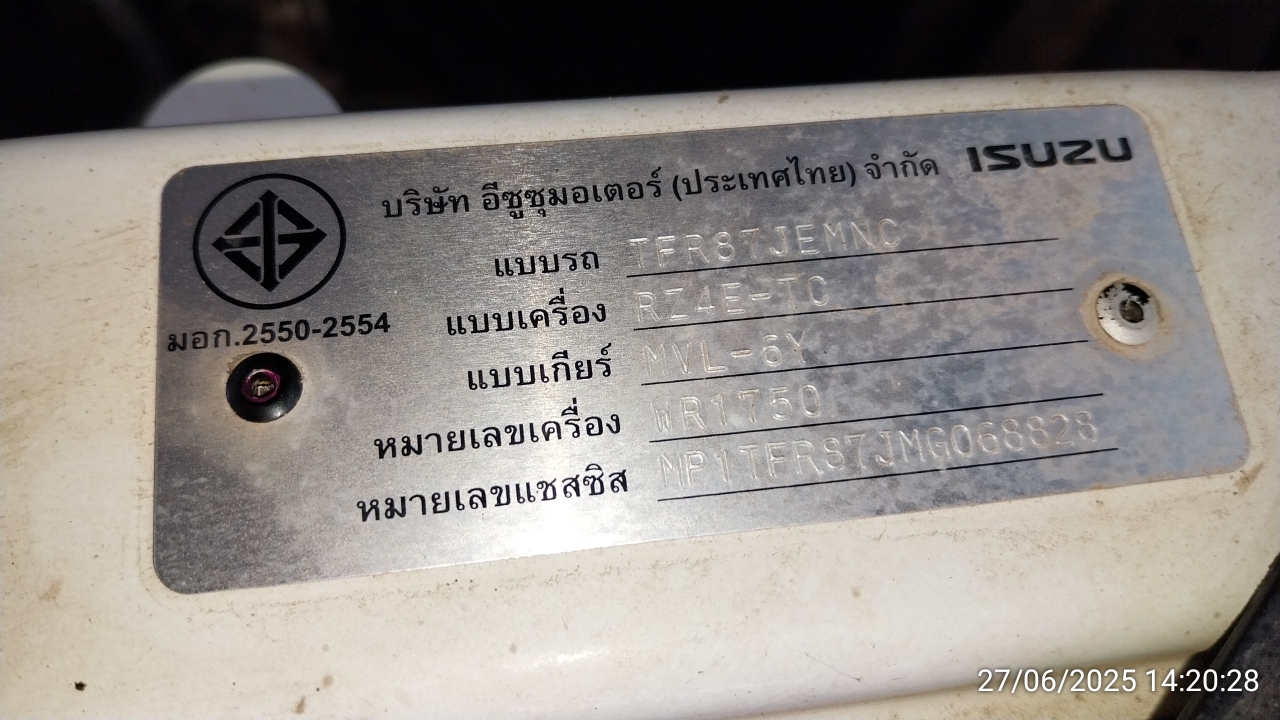 บริษัท อีซูซุมอเตอร์ (ประเทศไทย) จำกัด ISUZU
แบบรถ TFR87JEMNC
มอก.2550-2554
แบบเครื่อง RZ4E-TC
แบบเกียร์ MVL-6Y
หมายเลขเครื่อง WR1750
หมายเลขแชสซิส MP1TFR87JMG068828
27/06/2025 14:20:28